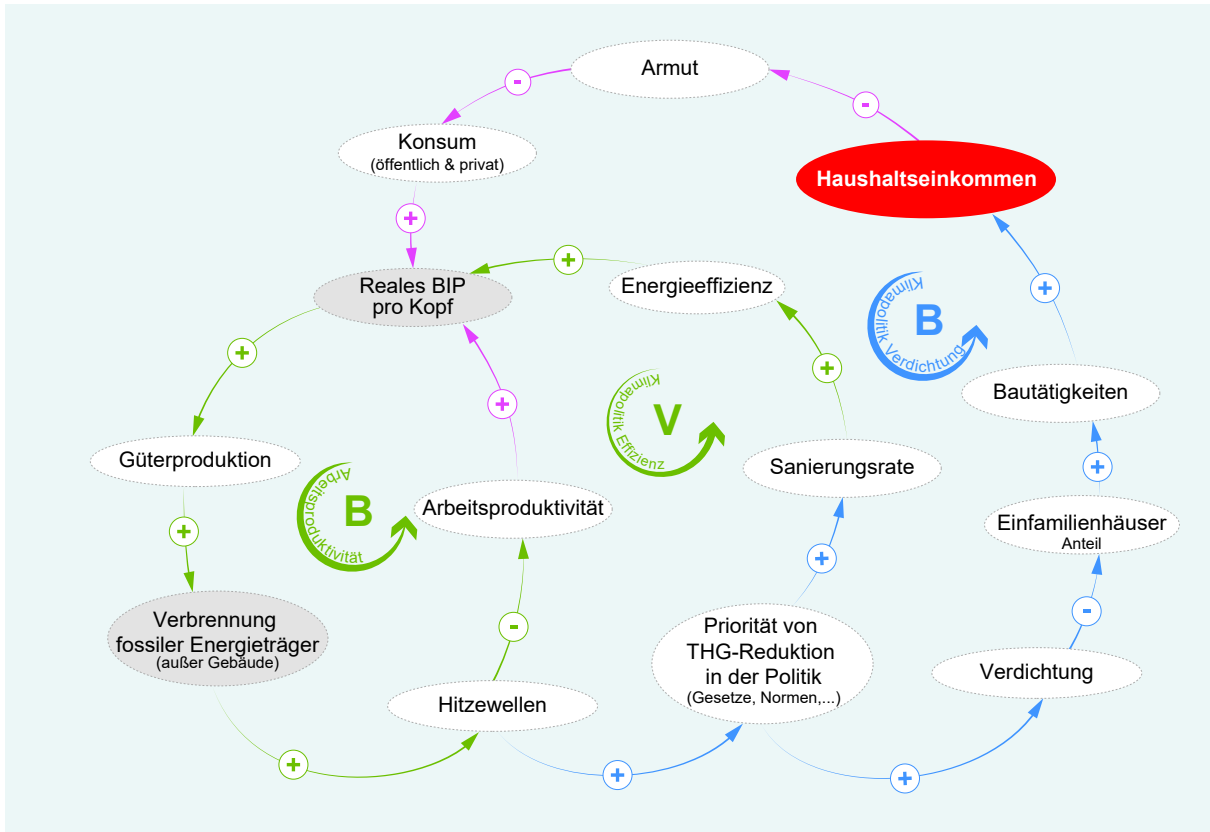 Armut
-
-
Konsum
(öffentlich & privat)
Haushaltseinkommen
+
+
Reales BIP
pro Kopf
Energieeffizienz
+
Klimapolitik Verdichtung
B
+
+
Klimapolitik Effizienz
V
+
Bautätigkeiten
Güterproduktion
Sanierungsrate
+
Arbeitsproduktivität
B
Arbeitsproduktivität
Einfamilienhäuser
Anteil
+
+
Verbrennung
fossiler Energieträger
(außer Gebäude)
-
Priorität von
THG-Reduktion
in der Politik
(Gesetze, Normen,...)
-
Verdichtung
Hitzewellen
+
+
+